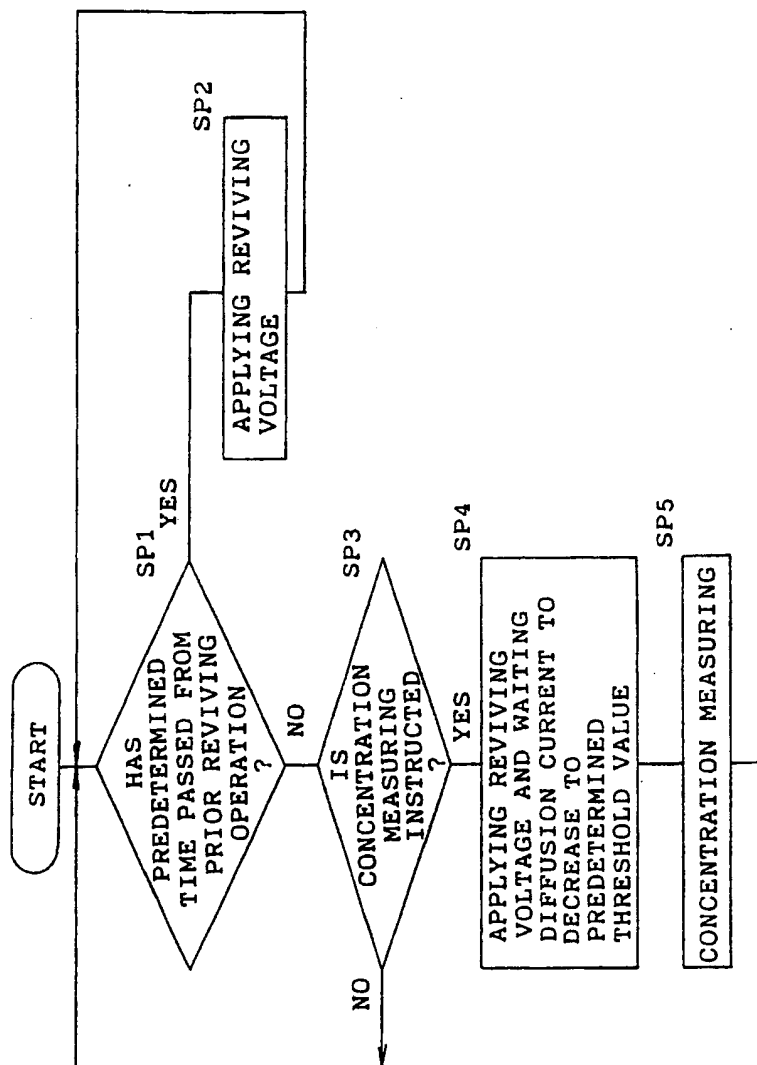 START
SP1
HAS
PREDETERMINED
TIME PASSED FROM
PRIOR REVIVING
OPERATION
?
YES
SP2
APPLYING REVIVING
VOLTAGE
NO
SP3
IS
CONCENTRATION
MEASURING
INSTRUCTED
?
NO
YES
SP4
APPLYING REVIVING
VOLTAGE AND WAITING
DIFFUSION CURRENT TO
DECREASE TO
PREDETERMINED
THRESHOLD VALUE
SP5
CONCENTRATION MEASURING